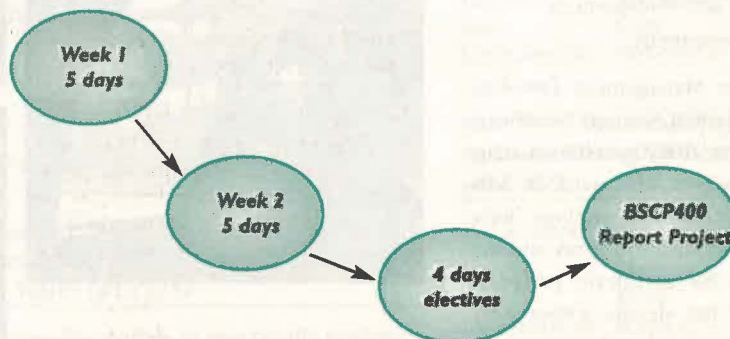 Week 1
5 days
Week 2
5 days
4 days
electives
BSCP400
Report Project